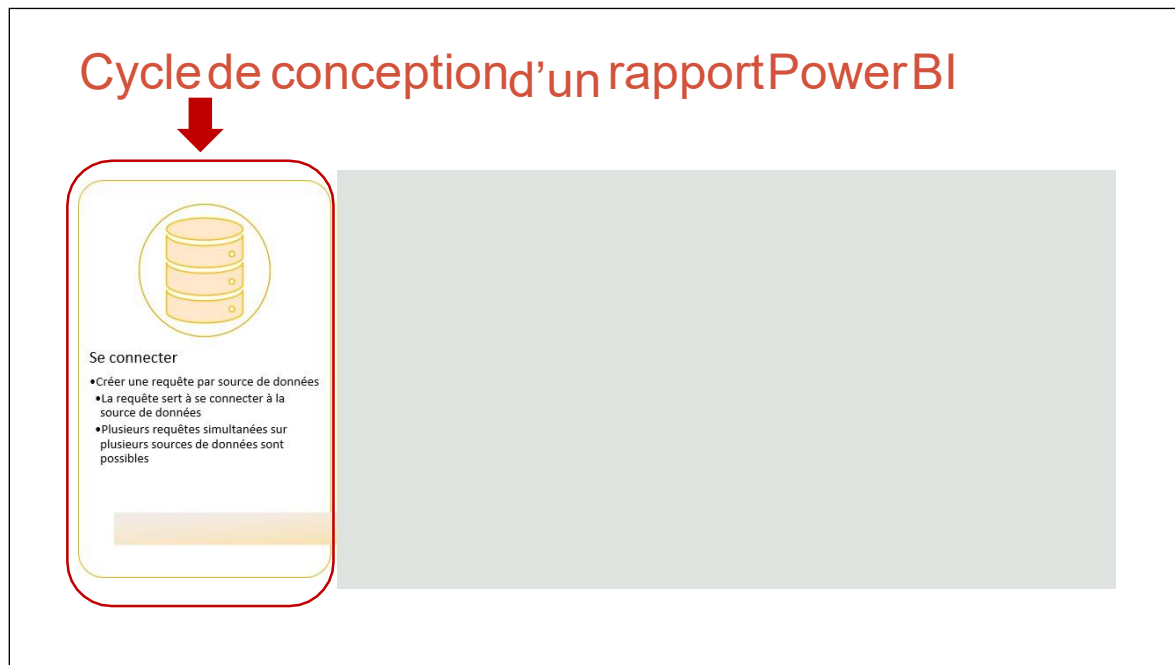 Cycle de conception d’un rapport Power BI
Se connecter
•Créer une requête par source de données
•La requête sert à se connecter à la
source de données
•Plusieurs requêtes simultanées sur
plusieurs sources de données sont
possibles